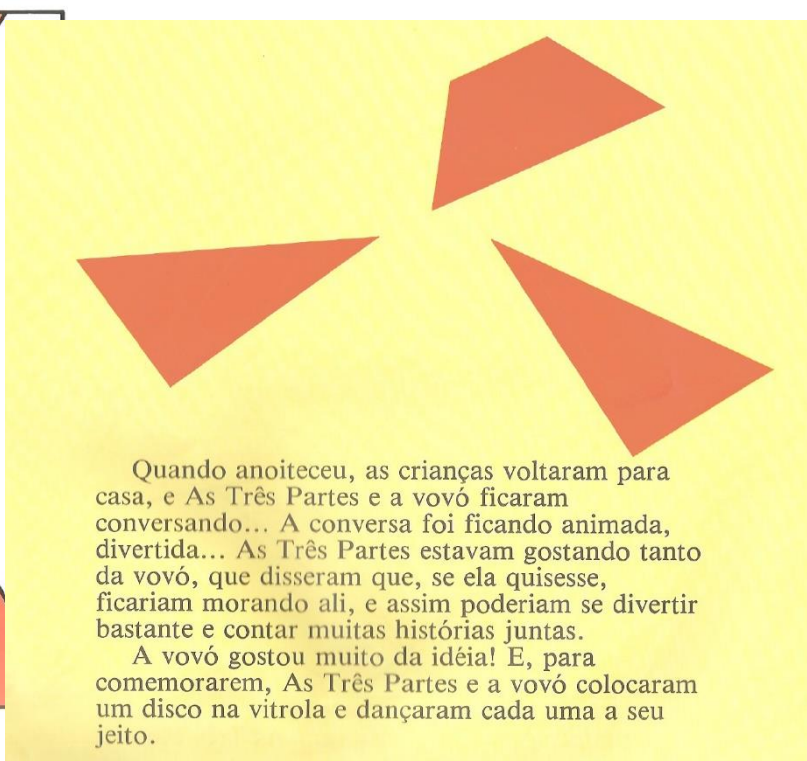 Quando anoiteceu, as crianças voltaram para
casa, e As Três Partes e a vovó ficaram
conversando... A conversa foi ficando animada,
divertida... As Três Partes estavam gostando tanto
da vovó, que disseram que, se ela quisesse,
ficariam morando ali, e assim poderiam se divertir
bastante e contar muitas histórias juntas.
A vovó gostou muito da idéia! E, para
comemorarem, As Três Partes e a vovó colocaram
um disco na vitrola e dançaram cada uma a seu
jeito.